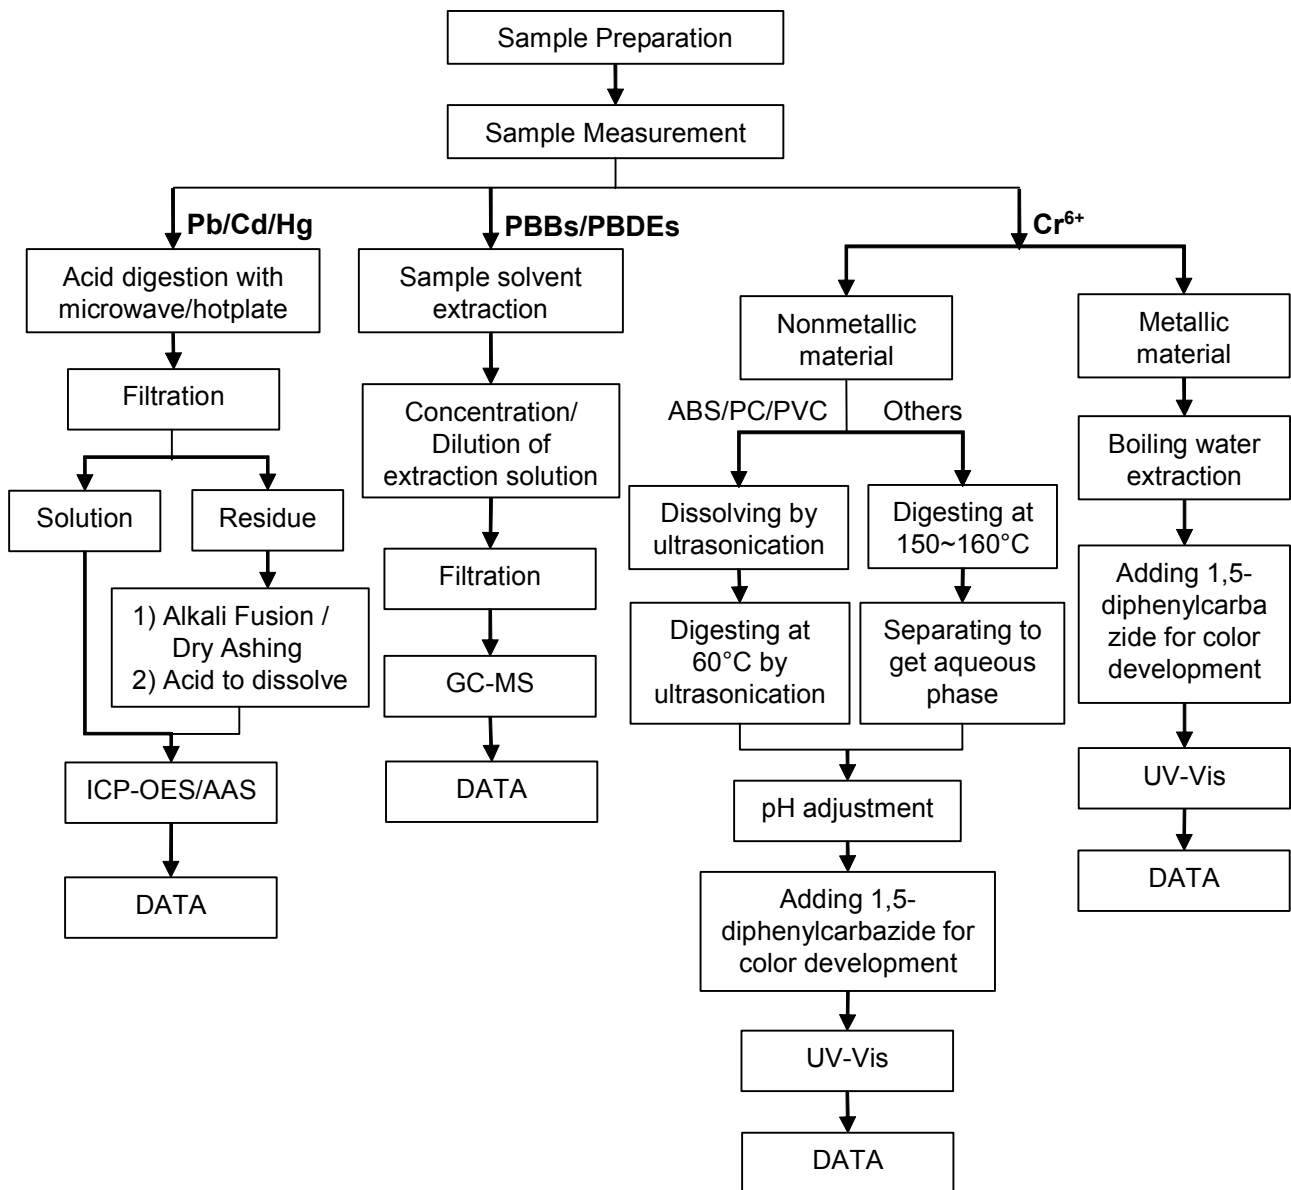 Sample Preparation
Sample Measurement
Pb/Cd/Hg
Acid digestion with
microwave/hotplate
Filtration
Solution
Residue
1) Alkali Fusion /
Dry Ashing
2) Acid to dissolve
ICP-OES/AAS
DATA
PBBs/PBDEs
Sample solvent
extraction
Concentration/
Dilution of
extraction solution
Filtration
GC-MS
DATA
Cr⁶⁺
Nonmetallic
material
ABS/PC/PVC
Others
Dissolving by
ultrasonication
Digesting at
60°C by
ultrasonication
Digesting at
150~160°C
Separating to
get aqueous
phase
pH adjustment
Adding 1,5-
diphenylcarbazide for
color development
UV-Vis
DATA
Metallic
material
Boiling water
extraction
Adding 1,5-
diphenylcarba
zide for color
development
UV-Vis
DATA